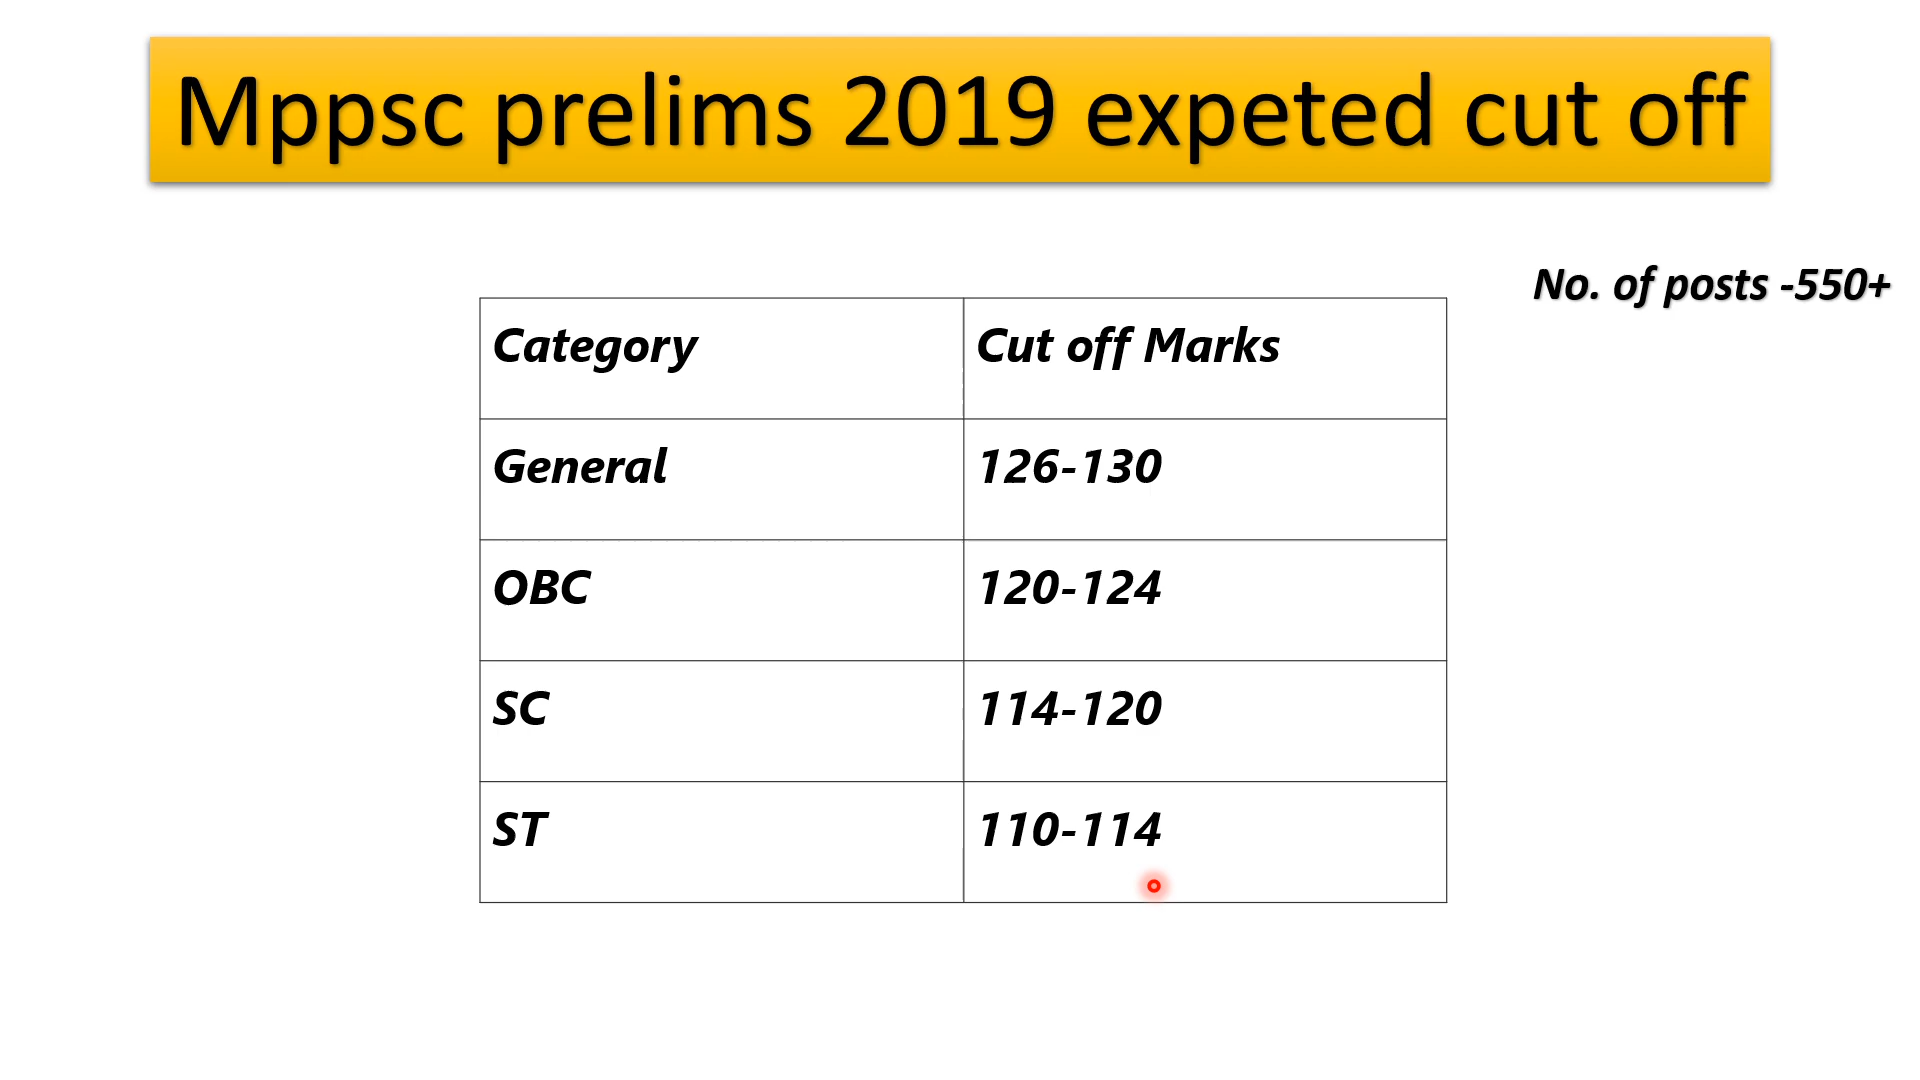 Mppsc prelims 2019 expeted cut off
No. of posts -550+
Category Cut off Marks
General 126-130
OBC 120-124
SC 114-120
ST 110-114